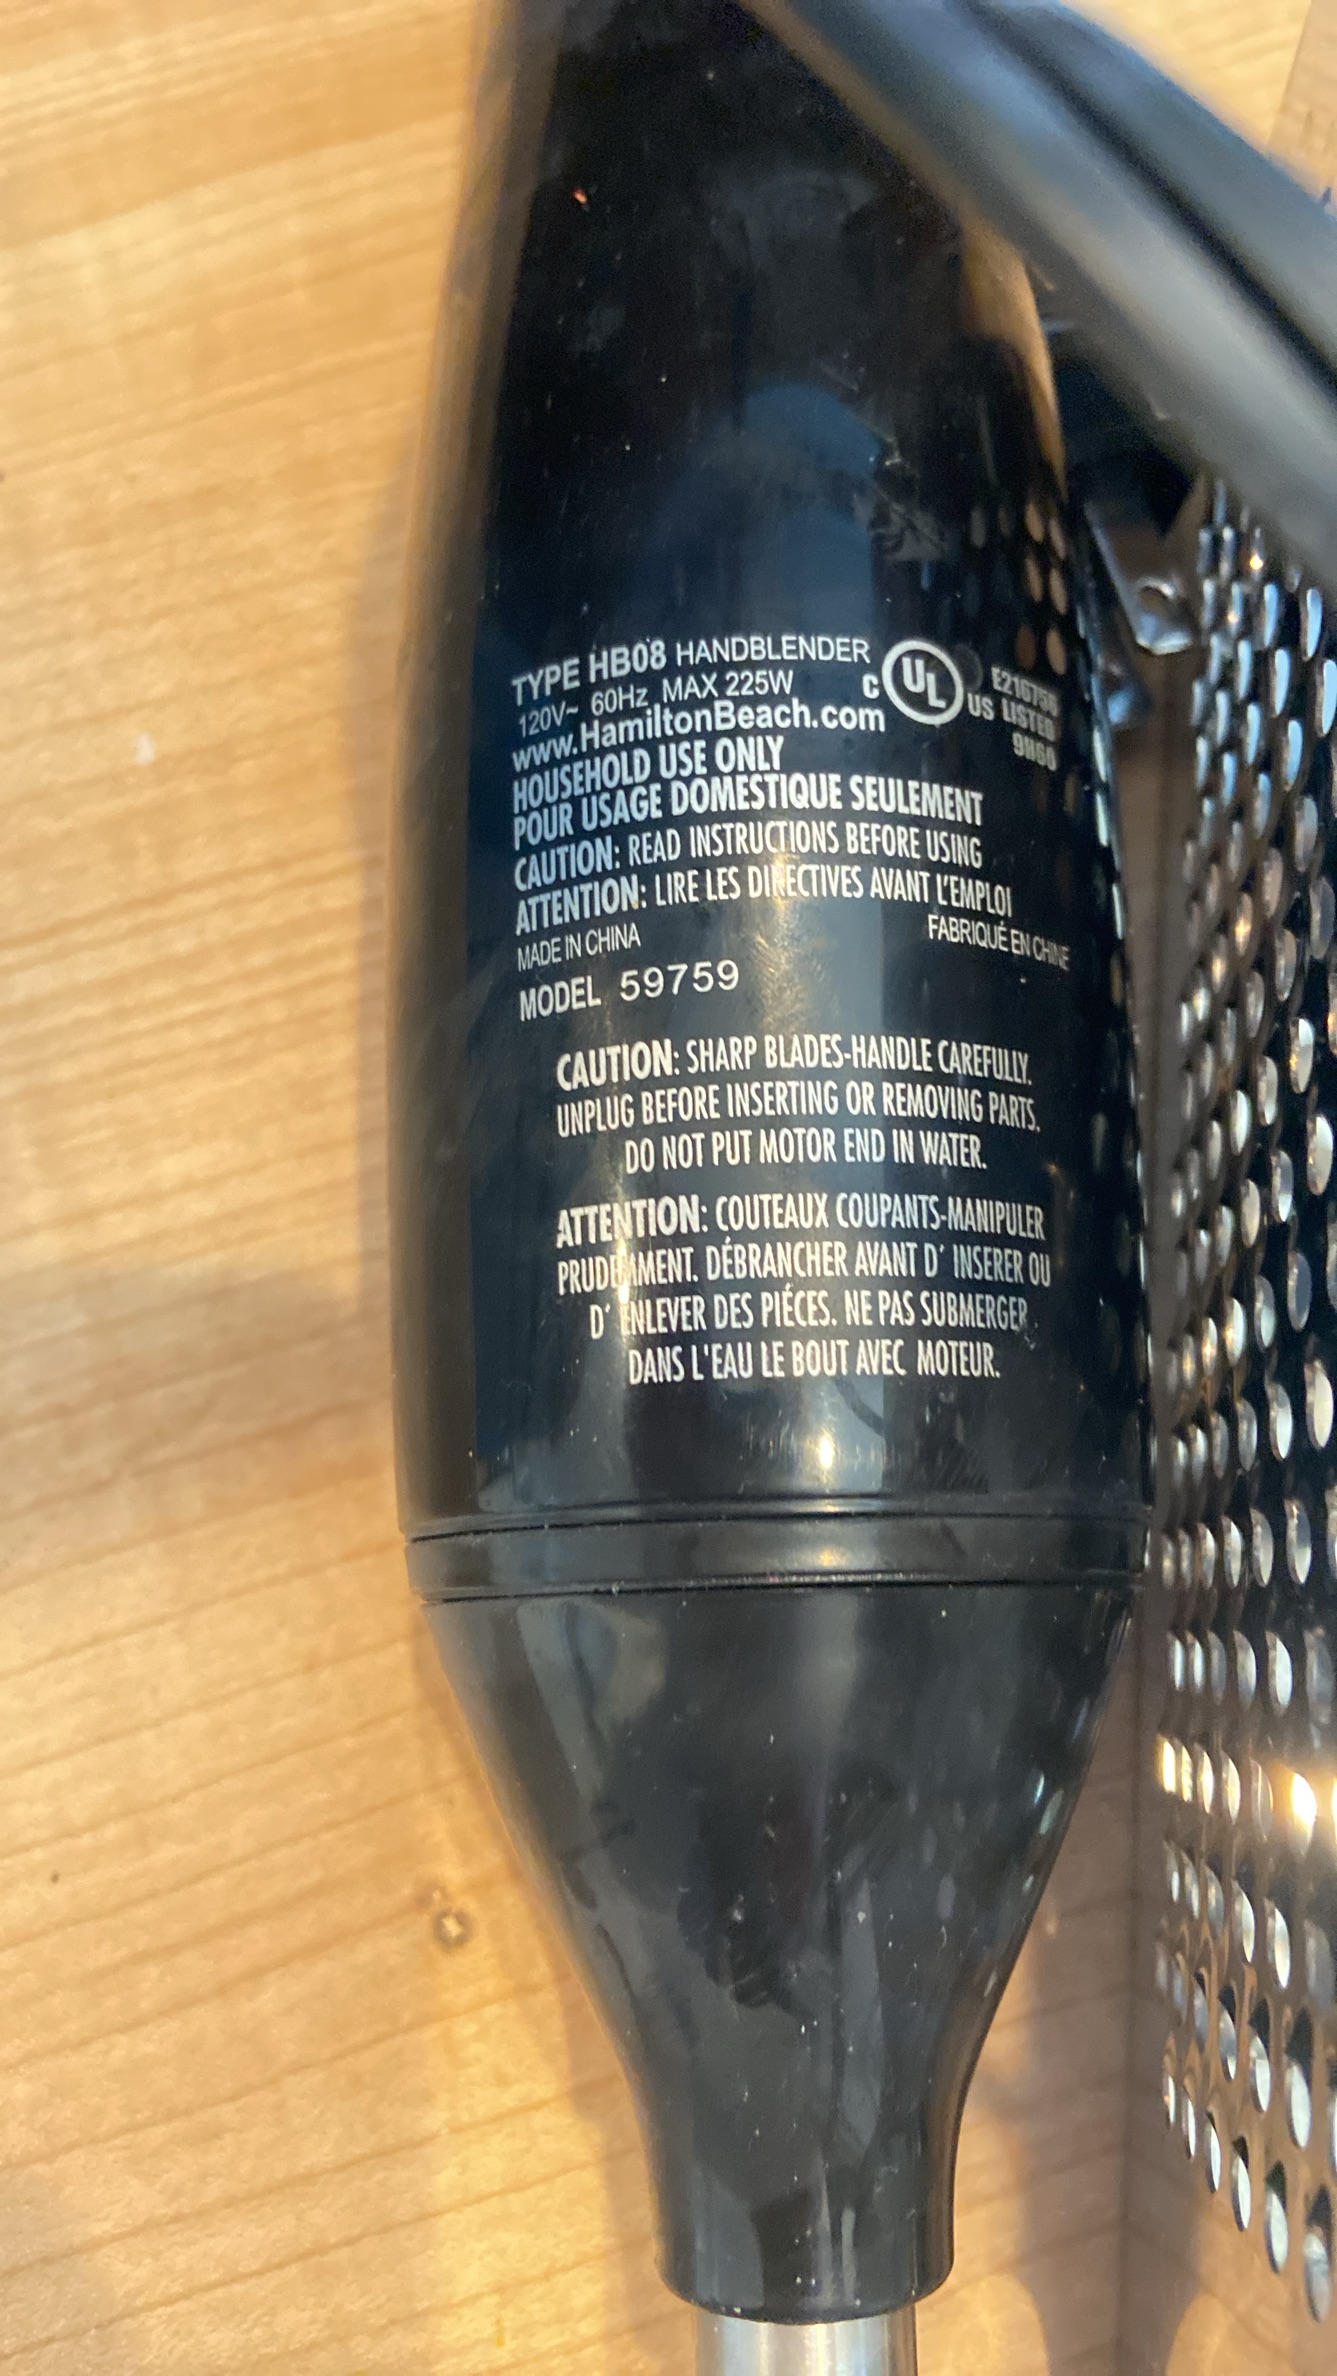 TYPE HB08 HANDBLENDER
120V~ 60Hz MAX 225W
www.HamiltonBeach.com
C UL US LISTED
E216756
9H60
HOUSEHOLD USE ONLY
POUR USAGE DOMESTIQUE SEULEMENT
CAUTION: READ INSTRUCTIONS BEFORE USING
ATTENTION: LIRE LES DIRECTIVES AVANT L'EMPLOI
MADE IN CHINA FABRIQUÉ EN CHINE
MODEL 59759
CAUTION: SHARP BLADES-HANDLE CAREFULLY.
UNPLUG BEFORE INSERTING OR REMOVING PARTS.
DO NOT PUT MOTOR END IN WATER.
ATTENTION: COUTEAUX COUPANTS-MANIPULER
PRUDEMMENT. DÉBRANCHER AVANT D´ INSERER OU
D´ ENLEVER DES PIÉCES. NE PAS SUBMERGER
DANS L'EAU LE BOUT AVEC MOTEUR.